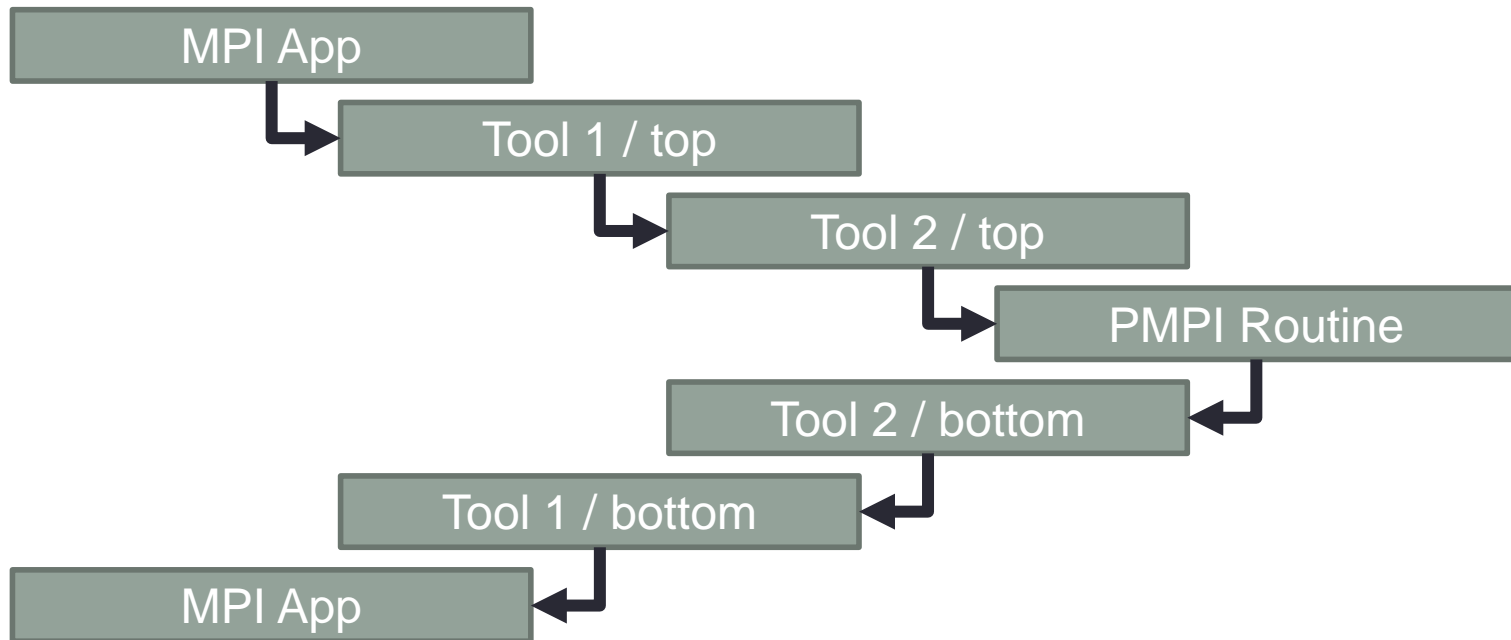 MPI App
Tool 1 / top
Tool 2 / top
PMPI Routine
Tool 2 / bottom
Tool 1 / bottom
MPI App